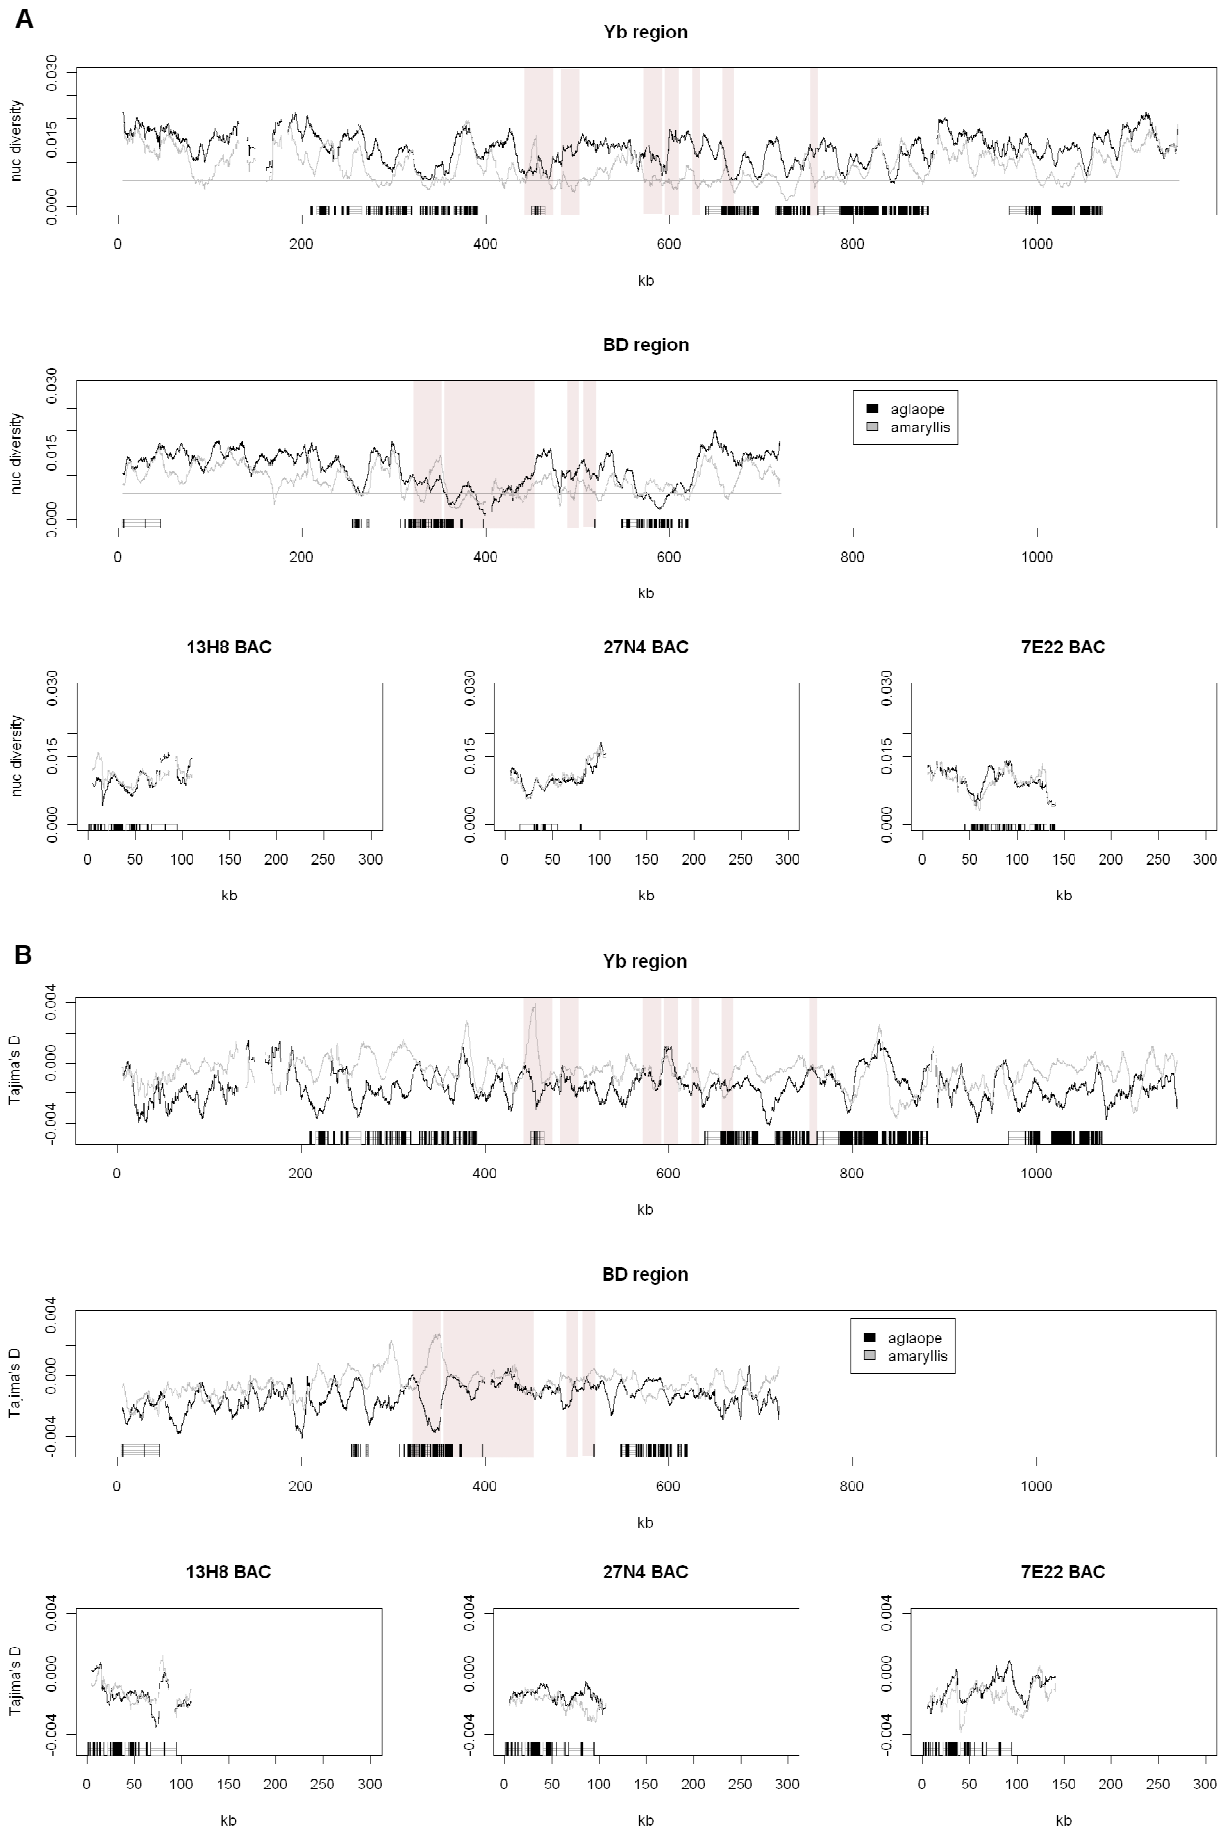 A
Yb region
nuc diversity
0.000 0.015 0.030
0 200 400 600 800 1000
kb
BD region
nuc diversity
0.000 0.015 0.030
aglaope
amaryllis
0 200 400 600 800 1000
kb
13H8 BAC 27N4 BAC 7E22 BAC
nuc diversity
0.000 0.015 0.030
0.000 0.015 0.030
0.000 0.015 0.030
0 50 100 150 200 250 300 0 50 100 150 200 250 300 0 50 100 150 200 250 300
kb kb kb
B
Yb region
Tajima's D
-0.004 0.000 0.004
0 200 400 600 800 1000
kb
BD region
Tajima's D
-0.004 0.000 0.004
aglaope
amaryllis
0 200 400 600 800 1000
kb
13H8 BAC 27N4 BAC 7E22 BAC
Tajima's D
-0.004 0.000 0.004
-0.004 0.000 0.004
-0.004 0.000 0.004
0 50 100 150 200 250 300 0 50 100 150 200 250 300 0 50 100 150 200 250 300
kb kb kb